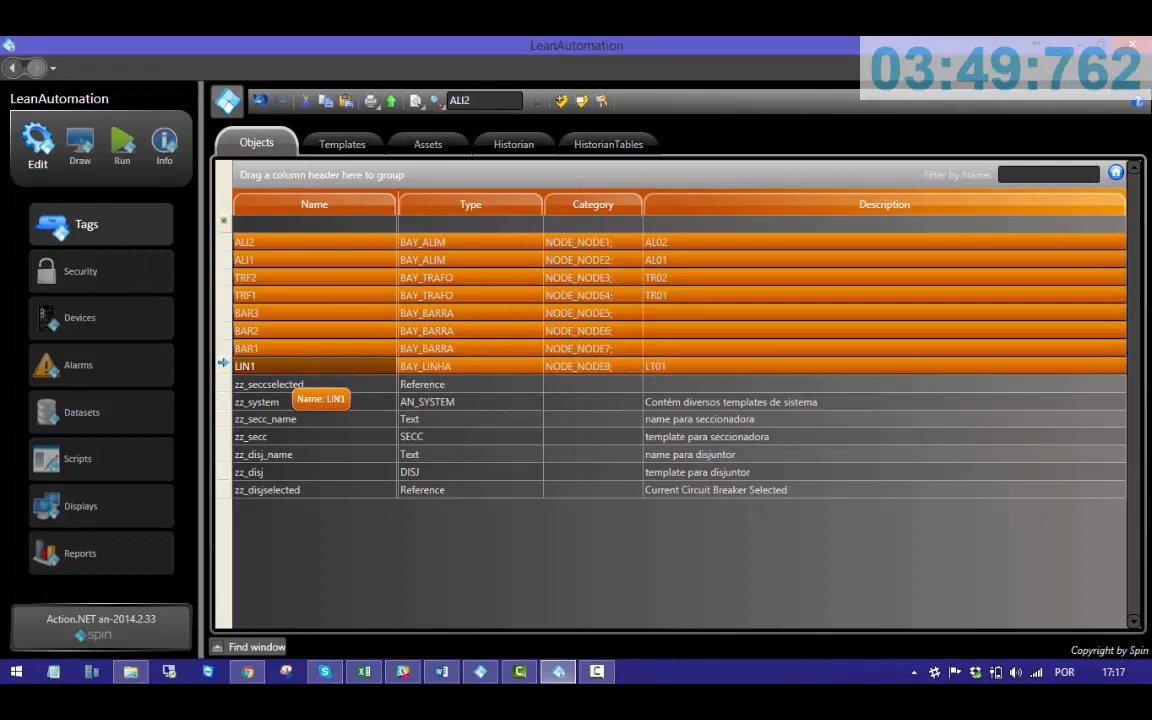 LeanAutomation
03:49:762
LeanAutomation
ALI2
Edit
Draw
Run
Info
Objects
Templates
Assets
Historian
HistorianTables
Drag a column header here to group
Filter by Name:
Name Type Category Description
Tags
Security
Devices
Alarms
Datasets
Scripts
Displays
Reports
ALI2 BAY_ALIM NODE_NODE1; AL02
ALI1 BAY_ALIM NODE_NODE2; AL01
TRF2 BAY_TRAFO NODE_NODE3; TR02
TRF1 BAY_TRAFO NODE_NODE4; TR01
BAR3 BAY_BARRA NODE_NODE5;
BAR2 BAY_BARRA NODE_NODE6;
BAR1 BAY_BARRA NODE_NODE7;
LIN1 BAY_LINHA NODE_NODE8; LT01
zz_seccselected Reference
zz_system AN_SYSTEM Contém diversos templates de sistema
Name: LIN1
zz_secc_name Text name para seccionadora
zz_secc SECC template para seccionadora
zz_disj_name Text name para disjuntor
zz_disj DISJ template para disjuntor
zz_disjselected Reference Current Circuit Breaker Selected
Action.NET an-2014.2.33
spin
Find window
Copyright by Spin
POR
17:17